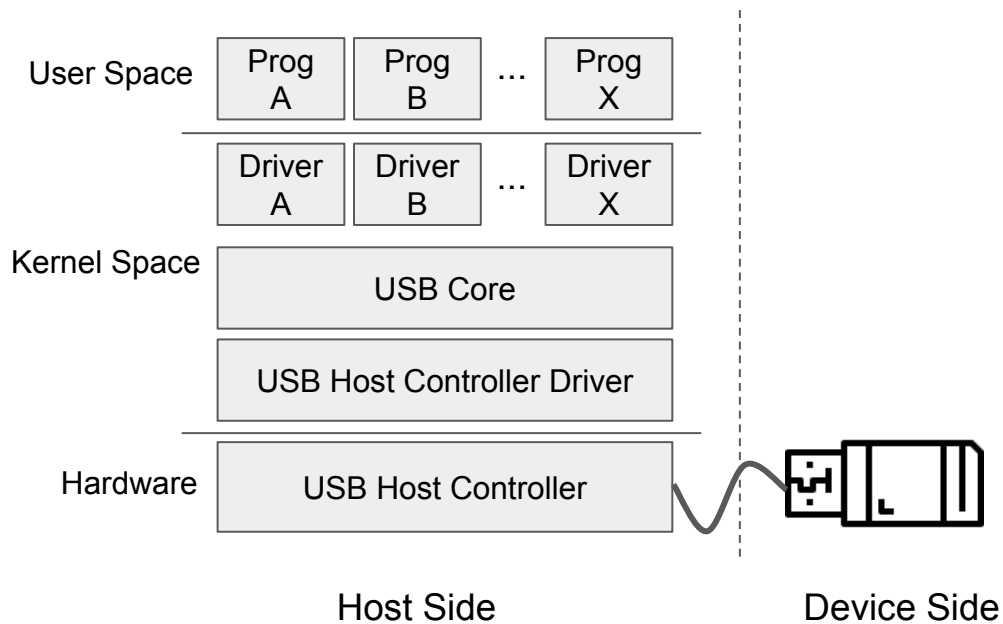 User Space
Prog
A
Prog
B
...
Prog
X
Driver
A
Driver
B
...
Driver
X
Kernel Space
USB Core
USB Host Controller Driver
Hardware
USB Host Controller
Host Side
Device Side